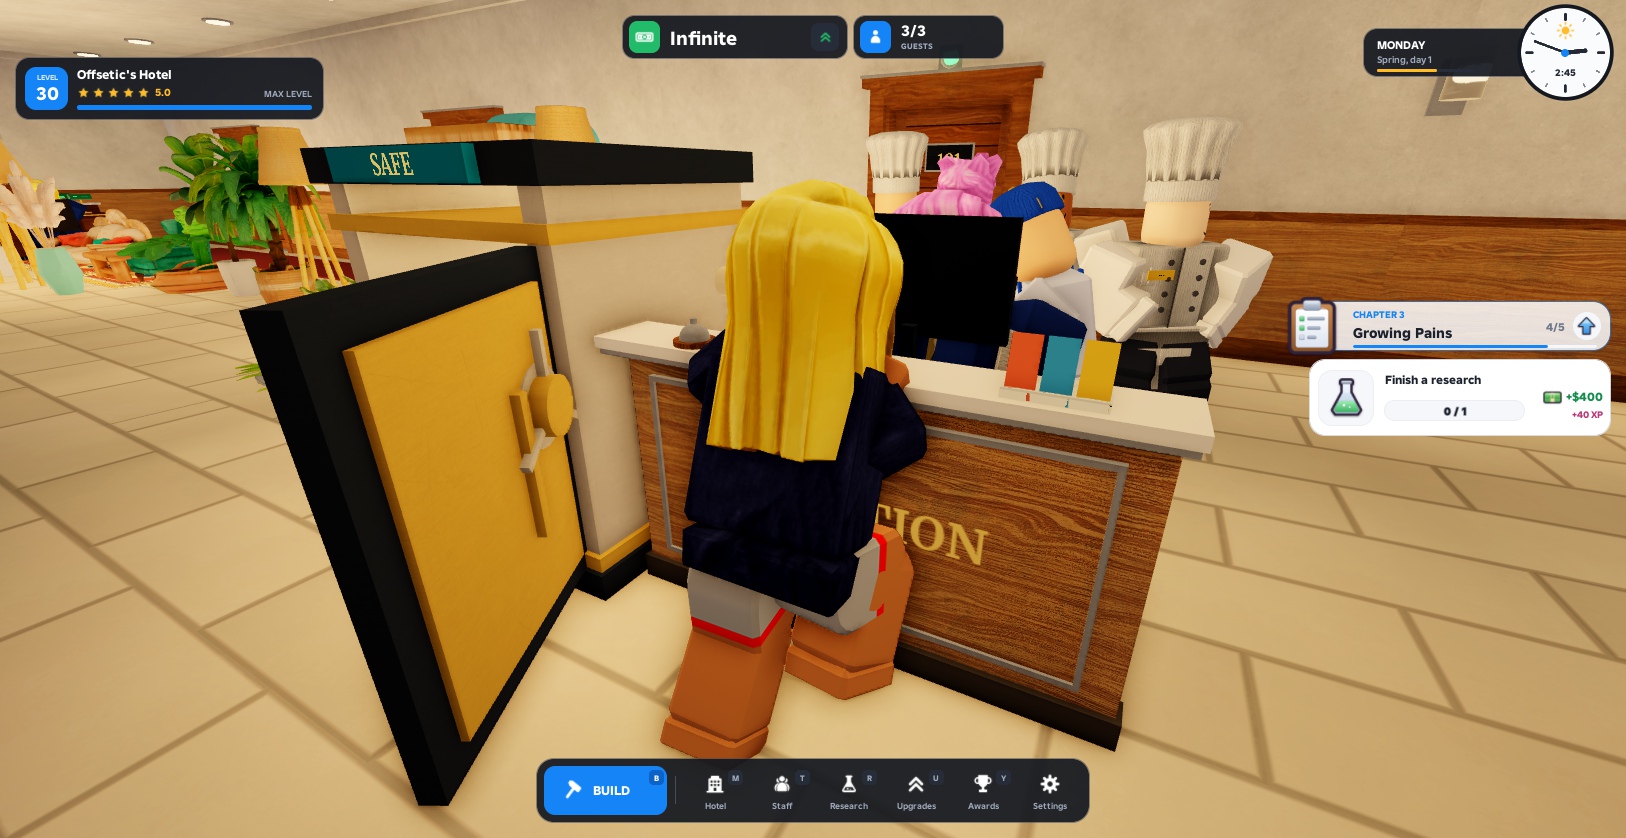 Infinite
3/3
GUESTS
MONDAY
Spring, day 1
2:45
LEVEL
30
Offsetic's Hotel
5.0
MAX LEVEL
SAFE
TION
CHAPTER 3
Growing Pains
4/5
Finish a research
0 / 1
+$400
+40 XP
BUILD
B
Hotel
M
Staff
T
Research
R
Upgrades
U
Awards
Y
Settings